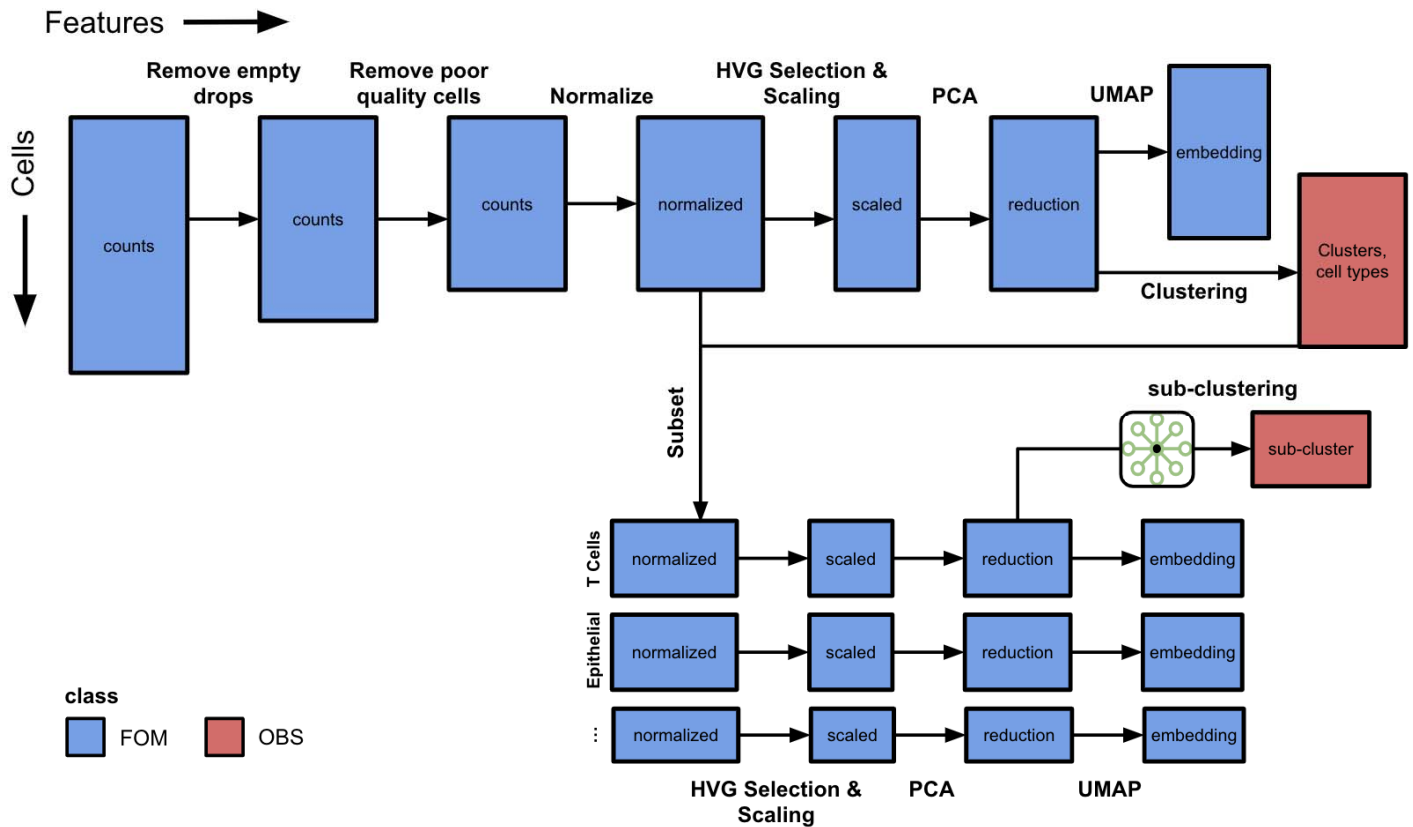 Features
Cells
Remove empty
drops
Remove poor
quality cells
Normalize
HVG Selection &
Scaling
PCA
UMAP
counts
counts
counts
normalized
scaled
reduction
embedding
Clusters,
cell types
Clustering
Subset
sub-clustering
sub-cluster
T Cells
normalized
scaled
reduction
embedding
Epithelial
normalized
scaled
reduction
embedding
...
normalized
scaled
reduction
embedding
HVG Selection &
Scaling
PCA
UMAP
class
FOM
OBS